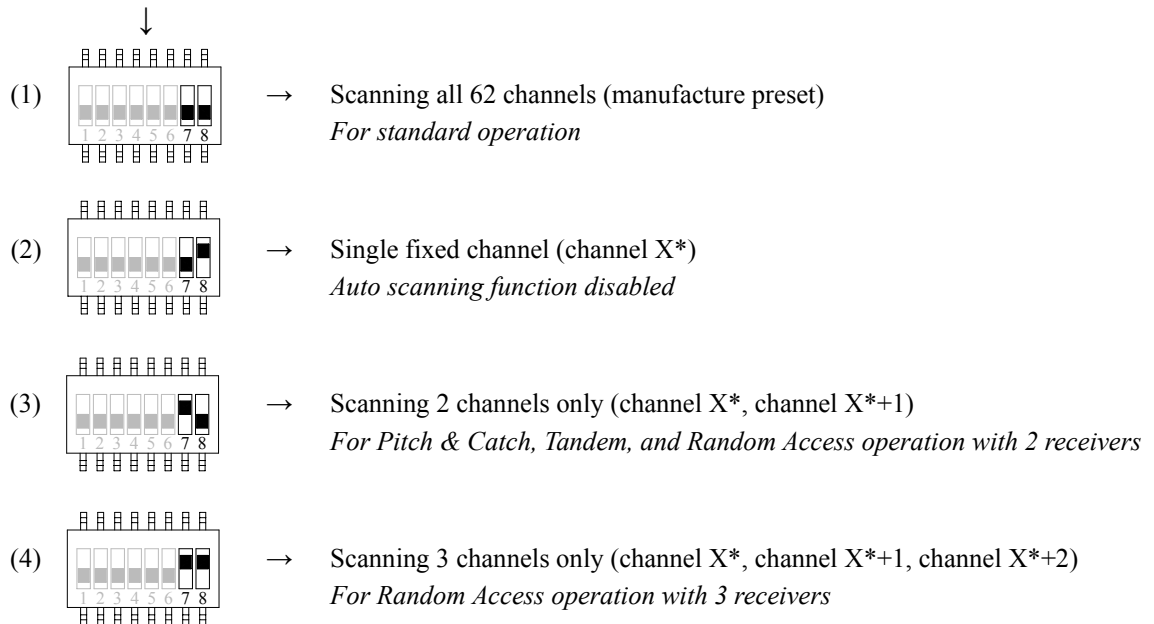 ↓
(1) 1 2 3 4 5 6 7 8 → Scanning all 62 channels (manufacture preset)
For standard operation
(2) 1 2 3 4 5 6 7 8 → Single fixed channel (channel X*)
Auto scanning function disabled
(3) 1 2 3 4 5 6 7 8 → Scanning 2 channels only (channel X*, channel X*+1)
For Pitch & Catch, Tandem, and Random Access operation with 2 receivers
(4) 1 2 3 4 5 6 7 8 → Scanning 3 channels only (channel X*, channel X*+1, channel X*+2)
For Random Access operation with 3 receivers